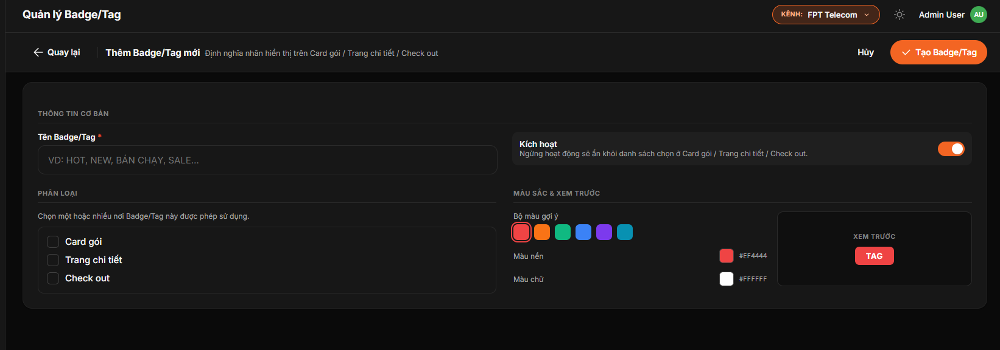 Quản lý Badge/Tag
KÊNH: FPT Telecom
Admin User AU
Quay lại
Thêm Badge/Tag mới Định nghĩa nhãn hiển thị trên Card gói / Trang chi tiết / Check out
Hủy
Tạo Badge/Tag
THÔNG TIN CƠ BẢN
Tên Badge/Tag *
VD: HOT, NEW, BÁN CHẠY, SALE...
Kích hoạt
Ngừng hoạt động sẽ ẩn khỏi danh sách chọn ở Card gói / Trang chi tiết / Check out.
PHÂN LOẠI
Chọn một hoặc nhiều nơi Badge/Tag này được phép sử dụng.
Card gói
Trang chi tiết
Check out
MÀU SẮC & XEM TRƯỚC
Bộ màu gợi ý
Màu nền #EF4444
Màu chữ #FFFFFF
XEM TRƯỚC
TAG